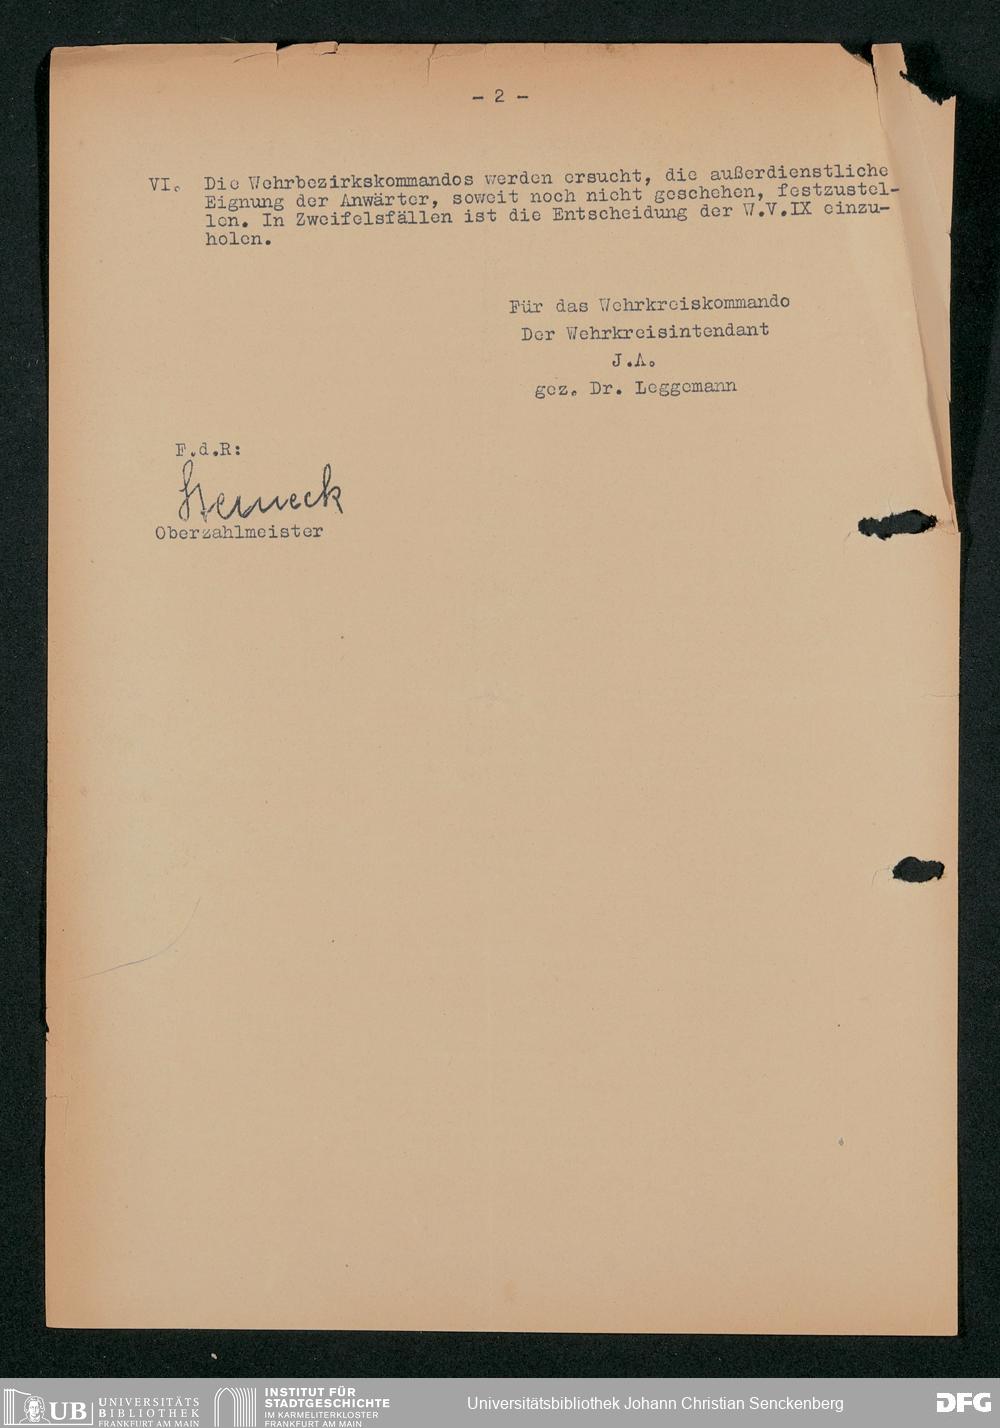 - 2 -
VI. Die Wehrbezirkskommandos werden ersucht, die außerdienstliche
Eignung der Anwärter, soweit noch nicht geschehen, festzustel-
len. In Zweifelsfällen ist die Entscheidung der W.V.IX einzu-
holen.
Für das Wehrkreiskommando
Der Wehrkreisintendant
J.A.
gez. Dr. Leggemann
F.d.R:
Oberzahlmeister
UB
UNIVERSITÄTS
BIBLIOTHEK
FRANKFURT AM MAIN
INSTITUT FÜR
STADTGESCHICHTE
IM KARMELITERKLOSTER
FRANKFURT AM MAIN
Universitätsbibliothek Johann Christian Senckenberg
DFG